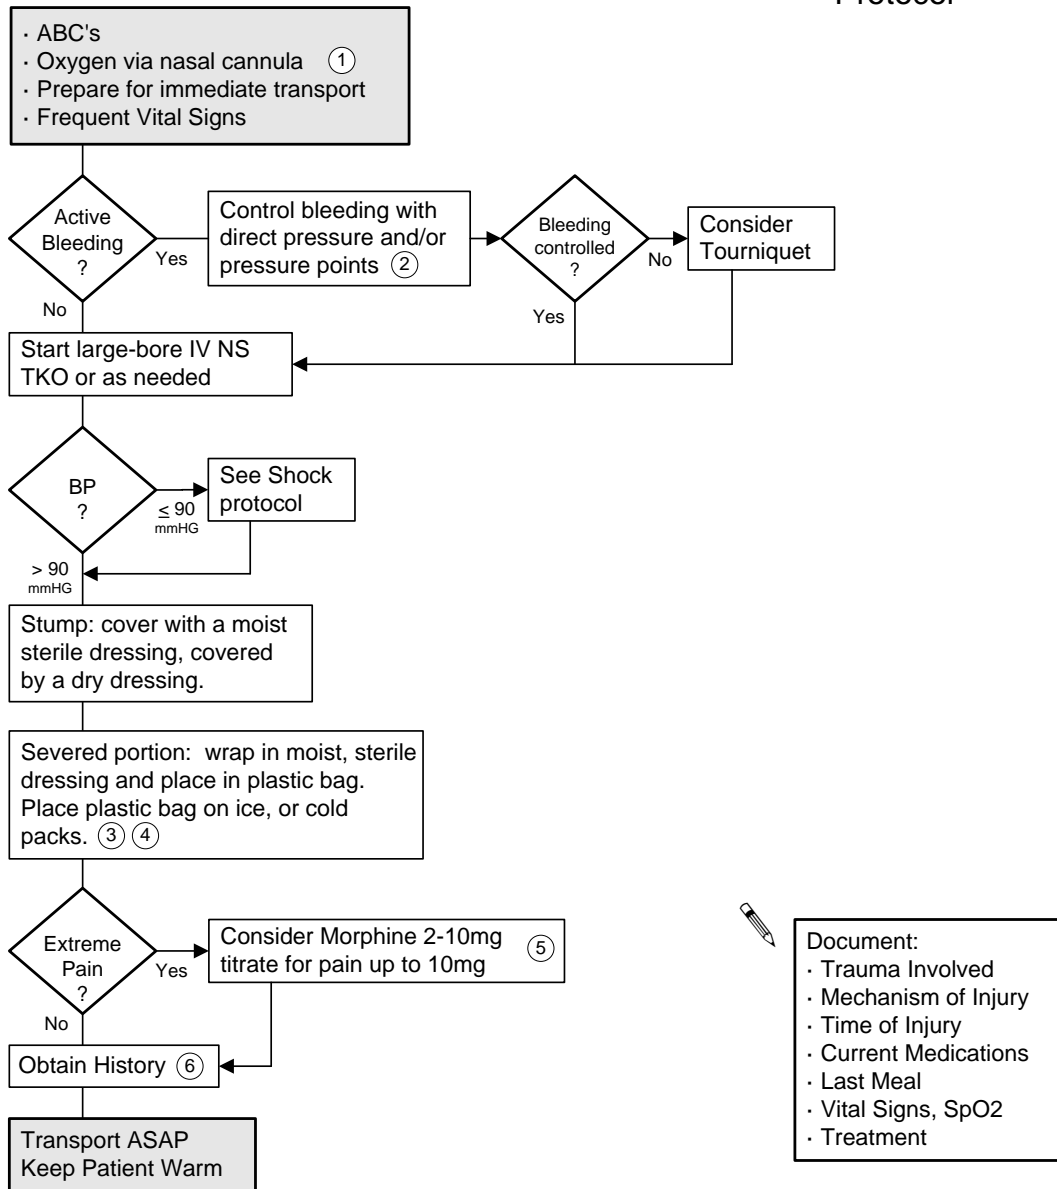 Protocol
· ABC's
· Oxygen via nasal cannula ①
· Prepare for immediate transport
· Frequent Vital Signs
Active
Bleeding
?
Yes
No
Control bleeding with
direct pressure and/or
pressure points ②
Bleeding
controlled
?
No
Yes
Consider
Tourniquet
Start large-bore IV NS
TKO or as needed
BP
?
≤ 90
mmHG
See Shock
protocol
> 90
mmHG
Stump: cover with a moist
sterile dressing, covered
by a dry dressing.
Severed portion: wrap in moist, sterile
dressing and place in plastic bag.
Place plastic bag on ice, or cold
packs. ③ ④
Extreme
Pain
?
Yes
No
Consider Morphine 2-10mg
titrate for pain up to 10mg ⑤
Obtain History ⑥
Transport ASAP
Keep Patient Warm
Document:
· Trauma Involved
· Mechanism of Injury
· Time of Injury
· Current Medications
· Last Meal
· Vital Signs, SpO2
· Treatment